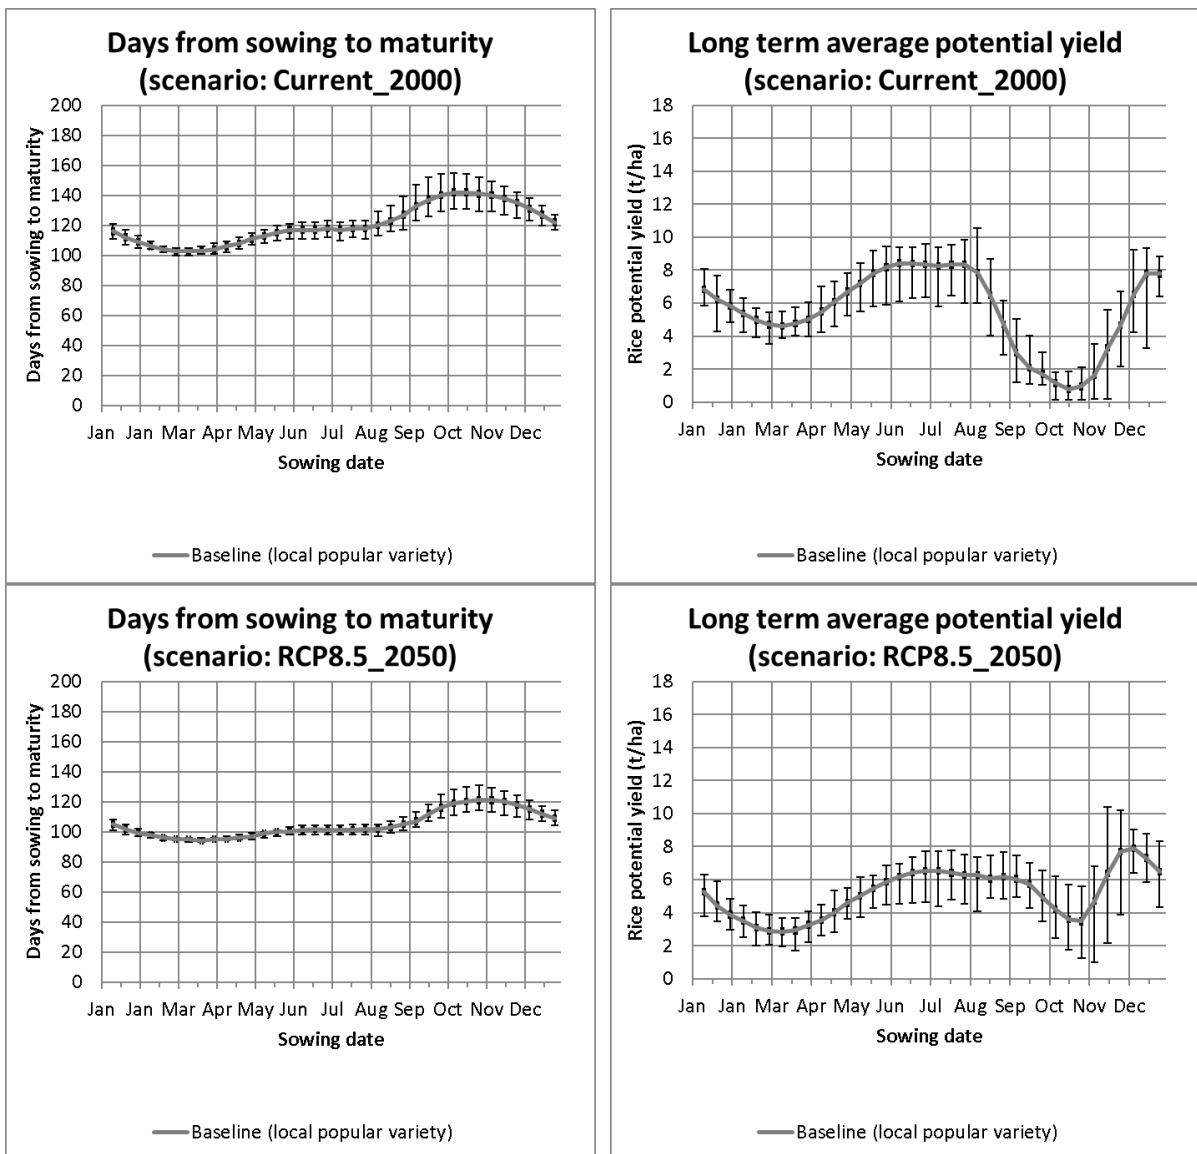 Days from sowing to maturity
(scenario: Current_2000)
200
180
160
140
120
100
80
60
40
20
0
Days from sowing to maturity
Jan Jan Mar Apr May Jun Jul Aug Sep Oct Nov Dec
Sowing date
Baseline (local popular variety)
Long term average potential yield
(scenario: Current_2000)
18
16
14
12
10
8
6
4
2
0
Rice potential yield (t/ha)
Jan Jan Mar Apr May Jun Jul Aug Sep Oct Nov Dec
Sowing date
Baseline (local popular variety)
Days from sowing to maturity
(scenario: RCP8.5_2050)
200
180
160
140
120
100
80
60
40
20
0
Days from sowing to maturity
Jan Jan Mar Apr May Jun Jul Aug Sep Oct Nov Dec
Sowing date
Baseline (local popular variety)
Long term average potential yield
(scenario: RCP8.5_2050)
18
16
14
12
10
8
6
4
2
0
Rice potential yield (t/ha)
Jan Jan Mar Apr May Jun Jul Aug Sep Oct Nov Dec
Sowing date
Baseline (local popular variety)